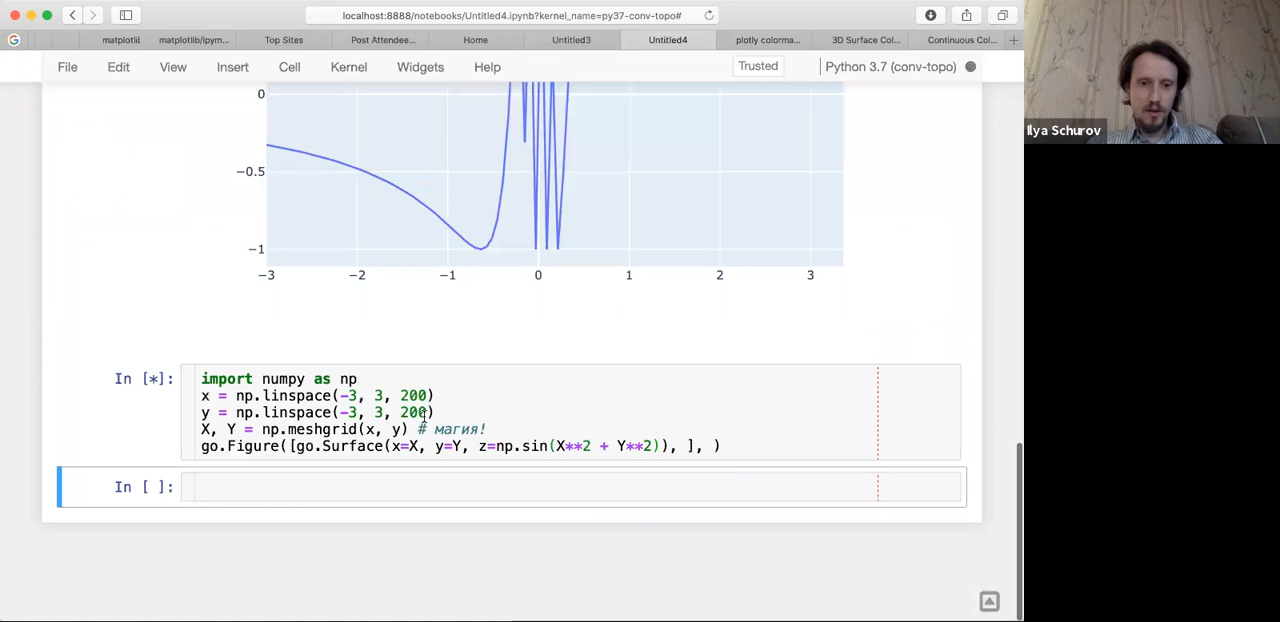 localhost:8888/notebooks/Untitled4.ipynb?kernel_name=py37-conv-topo#
G matplotlil matplotlib/ipym... Top Sites Post Attendee... Home Untitled3 Untitled4 plotly colorma... 3D Surface Col... Continuous Col... +
File Edit View Insert Cell Kernel Widgets Help Trusted Python 3.7 (conv-topo)
Ilya Schurov
0
−0.5
−1
−3 −2 −1 0 1 2 3
In [*]: import numpy as np
x = np.linspace(-3, 3, 200)
y = np.linspace(-3, 3, 200)
X, Y = np.meshgrid(x, y) # магия!
go.Figure([go.Surface(x=X, y=Y, z=np.sin(X**2 + Y**2)), ], )
In [ ]: